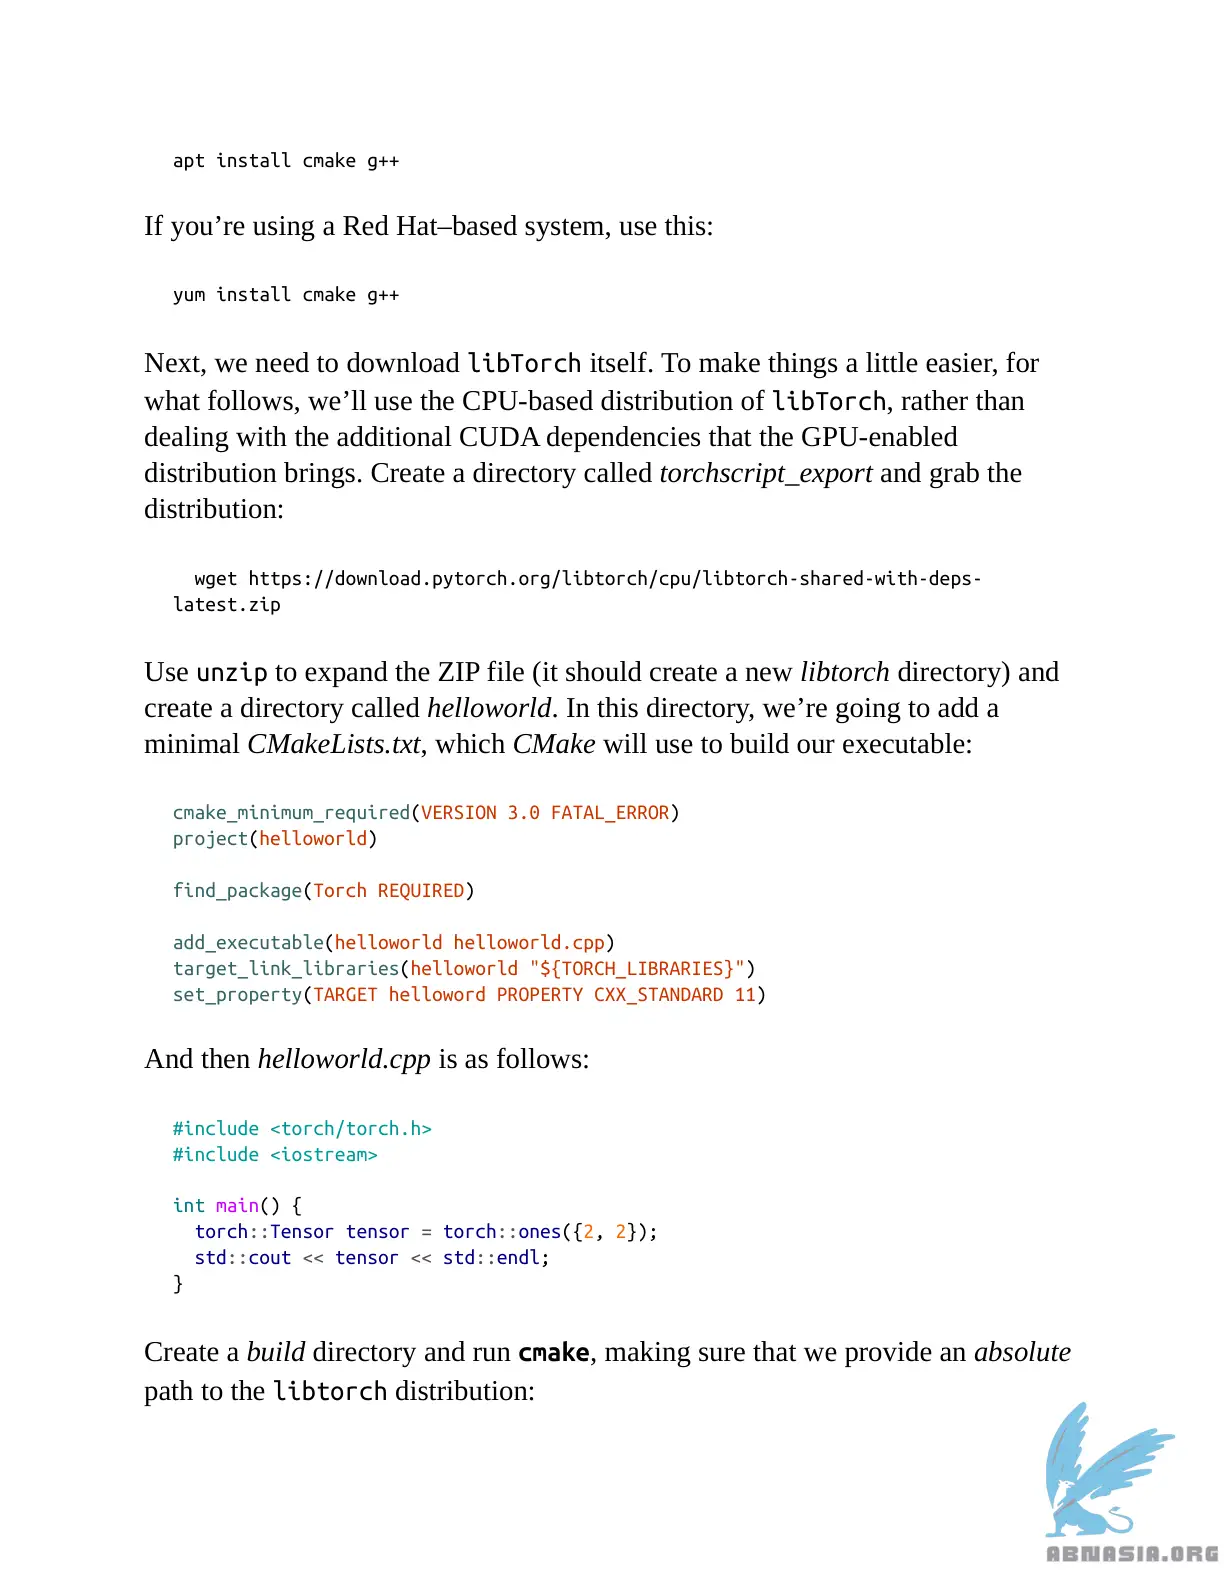 apt install cmake g++
If you’re using a Red Hat–based system, use this:
yum install cmake g++
Next, we need to download libTorch itself. To make things a little easier, for
what follows, we’ll use the CPU-based distribution of libTorch, rather than
dealing with the additional CUDA dependencies that the GPU-enabled
distribution brings. Create a directory called torchscript_export and grab the
distribution:
wget https://download.pytorch.org/libtorch/cpu/libtorch-shared-with-deps-
latest.zip
Use unzip to expand the ZIP file (it should create a new libtorch directory) and
create a directory called helloworld. In this directory, we’re going to add a
minimal CMakeLists.txt, which CMake will use to build our executable:
cmake_minimum_required(VERSION 3.0 FATAL_ERROR)
project(helloworld)
find_package(Torch REQUIRED)
add_executable(helloworld helloworld.cpp)
target_link_libraries(helloworld "${TORCH_LIBRARIES}")
set_property(TARGET helloword PROPERTY CXX_STANDARD 11)
And then helloworld.cpp is as follows:
#include <torch/torch.h>
#include <iostream>
int main() {
  torch::Tensor tensor = torch::ones({2, 2});
  std::cout << tensor << std::endl;
}
Create a build directory and run cmake, making sure that we provide an absolute
path to the libtorch distribution:
ABNASIA.ORG